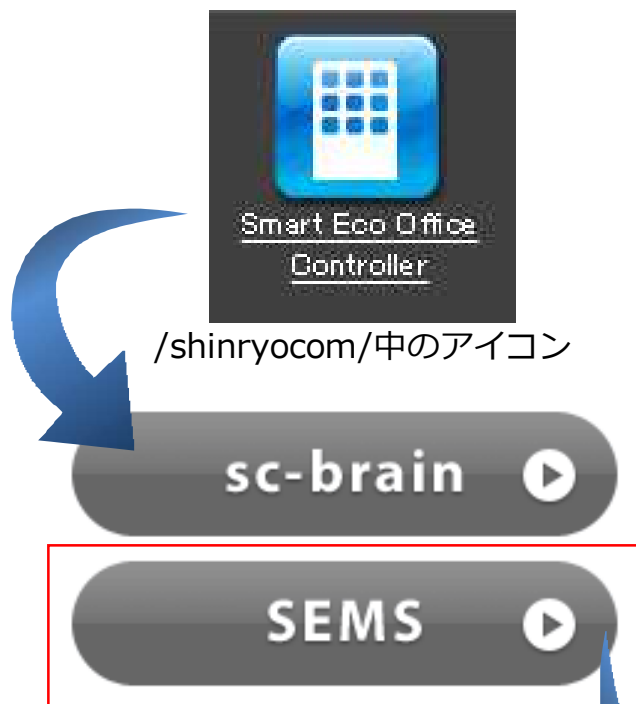 Smart Eco Office
Controller
/shinryocom/中のアイコン
sc-brain
SEMS